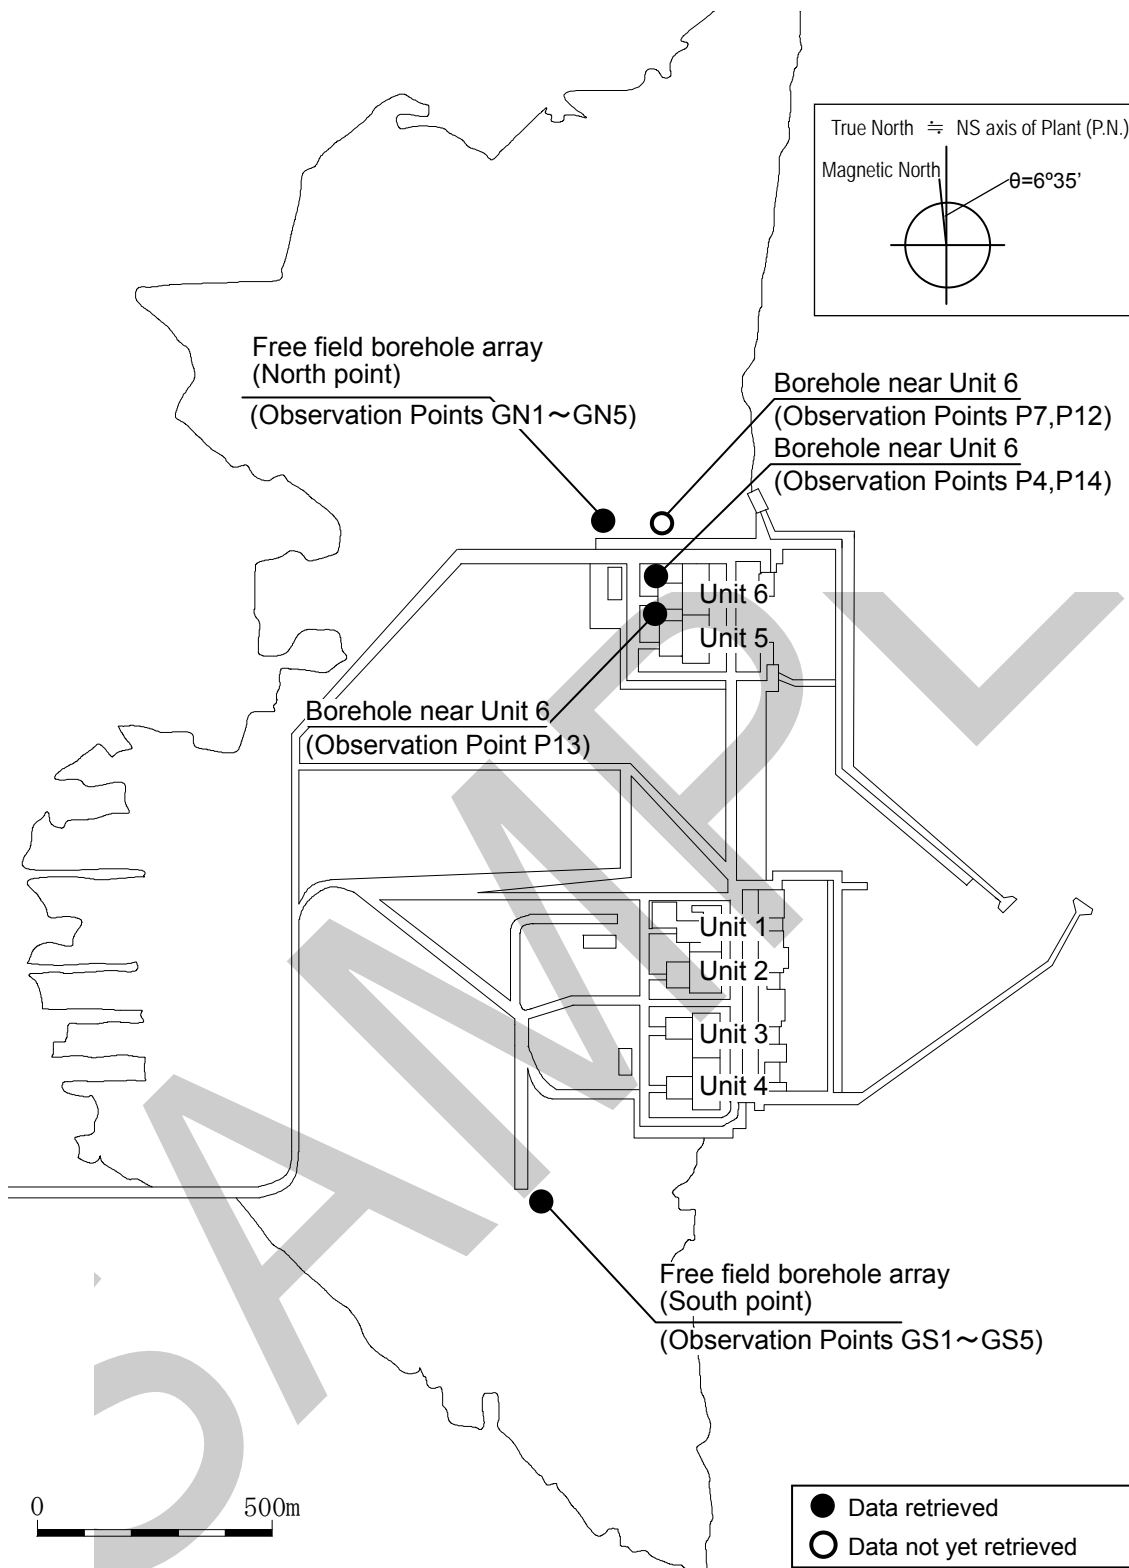 True North ≒ NS axis of Plant (P.N.)
Magnetic North
θ=6°35’
Free field borehole array
(North point)
(Observation Points GN1～GN5)
Borehole near Unit 6
(Observation Points P7,P12)
Borehole near Unit 6
(Observation Points P4,P14)
Unit 6
Unit 5
Borehole near Unit 6
(Observation Point P13)
Unit 1
Unit 2
Unit 3
Unit 4
Free field borehole array
(South point)
(Observation Points GS1～GS5)
0 500m
Data retrieved
Data not yet retrieved
SAMPL